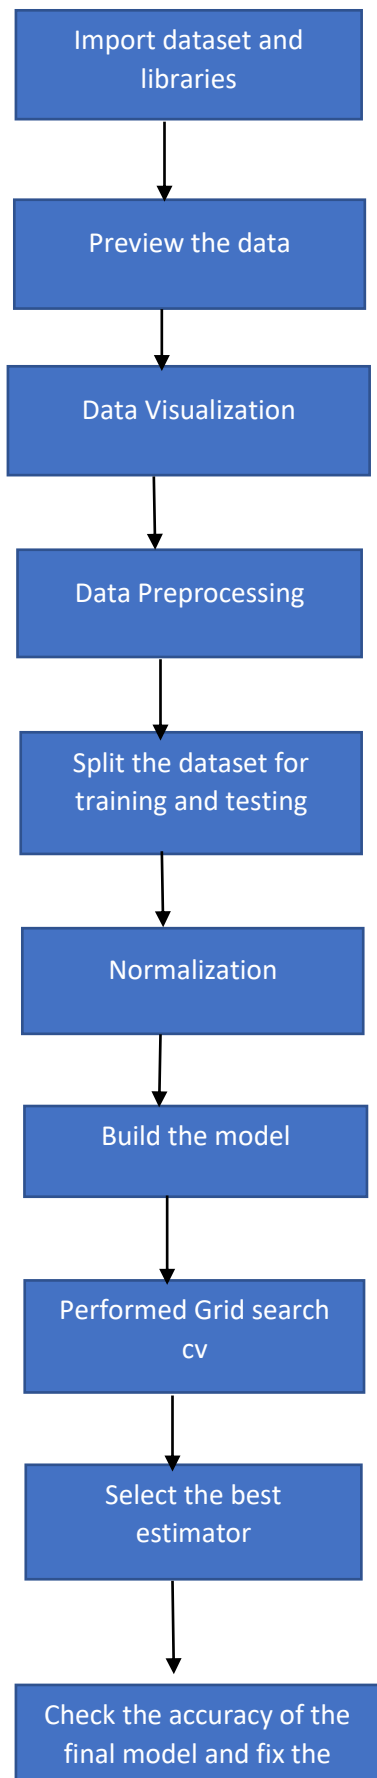 Import dataset and
libraries
Preview the data
Data Visualization
Data Preprocessing
Split the dataset for
training and testing
Normalization
Build the model
Performed Grid search
cv
Select the best
estimator
Check the accuracy of the
final model and fix the